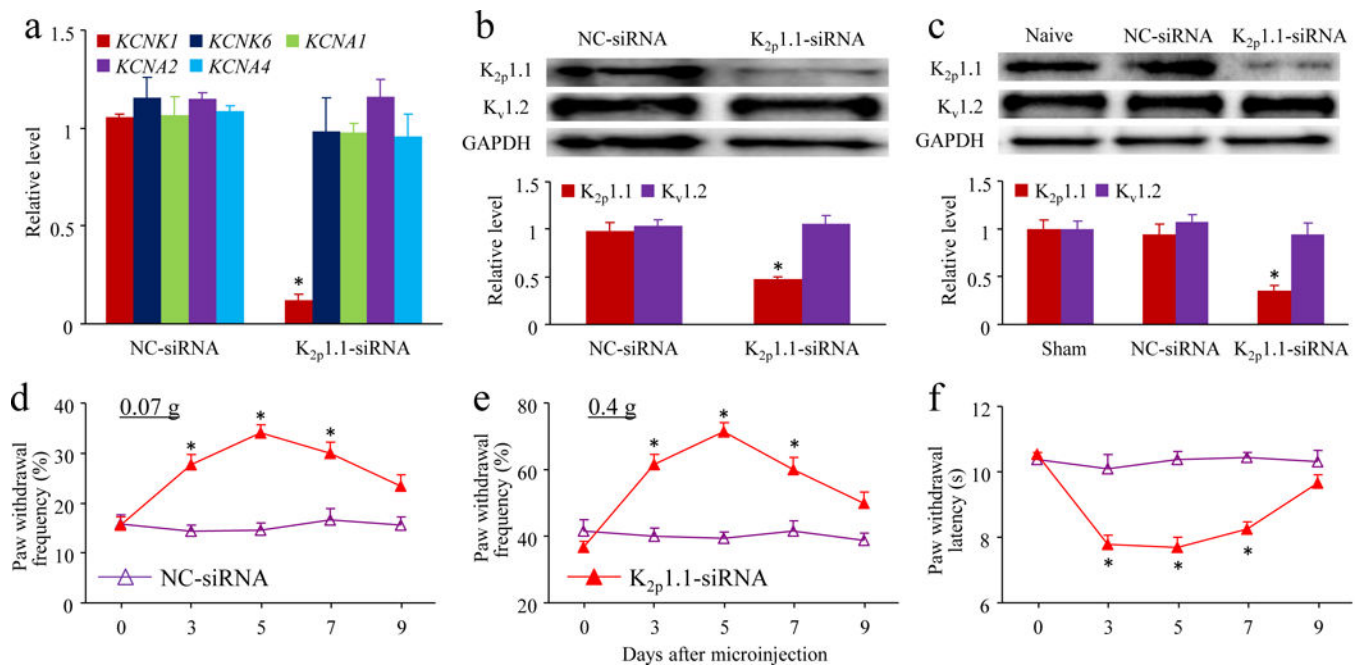 a
1.5
KCNK1 KCNK6 KCNA1
KCNA2 KCNA4
1
0.5
0
Relative level
NC-siRNA K2p1.1-siRNA
b
NC-siRNA K2p1.1-siRNA
K2p1.1
Kv1.2
GAPDH
1.5
K2p1.1 Kv1.2
1
0.5
0
Relative level
*
*
NC-siRNA K2p1.1-siRNA
c
Naive NC-siRNA K2p1.1-siRNA
K2p1.1
Kv1.2
GAPDH
1.5
K2p1.1 Kv1.2
1
0.5
0
Relative level
*
Sham NC-siRNA K2p1.1-siRNA
d
0.07 g
40
30
20
10
0
Paw withdrawal
frequency (%)
* * *
NC-siRNA
0 3 5 7 9
e
0.4 g
80
60
40
20
Paw withdrawal
frequency (%)
* * *
K2p1.1-siRNA
0 3 5 7 9
Days after microinjection
f
12
10
8
6
Paw withdrawal
latency (s)
* * *
0 3 5 7 9